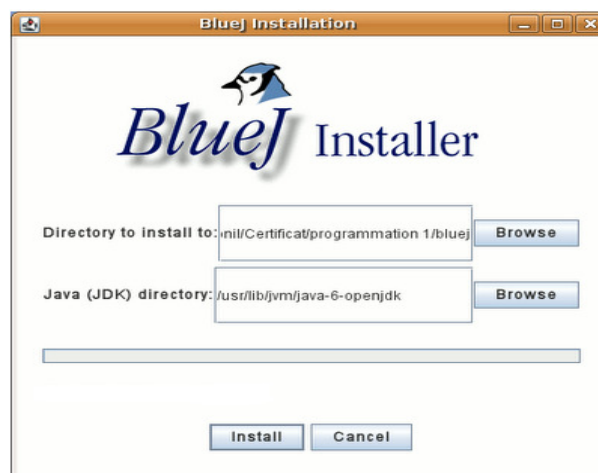 BlueJ Installation
BlueJ Installer
Directory to install to: nil/Certificat/programmation 1/bluej Browse
Java (JDK) directory: /usr/lib/jvm/java-6-openjdk Browse
Install Cancel